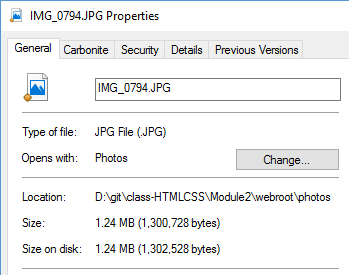 IMG_0794.JPG Properties
General Carbonite Security Details Previous Versions
IMG_0794.JPG
Type of file: JPG File (.JPG)
Opens with: Photos Change...
Location: D:\git\class-HTMLCSS\Module2\webroot\photos
Size: 1.24 MB (1,300,728 bytes)
Size on disk: 1.24 MB (1,302,528 bytes)